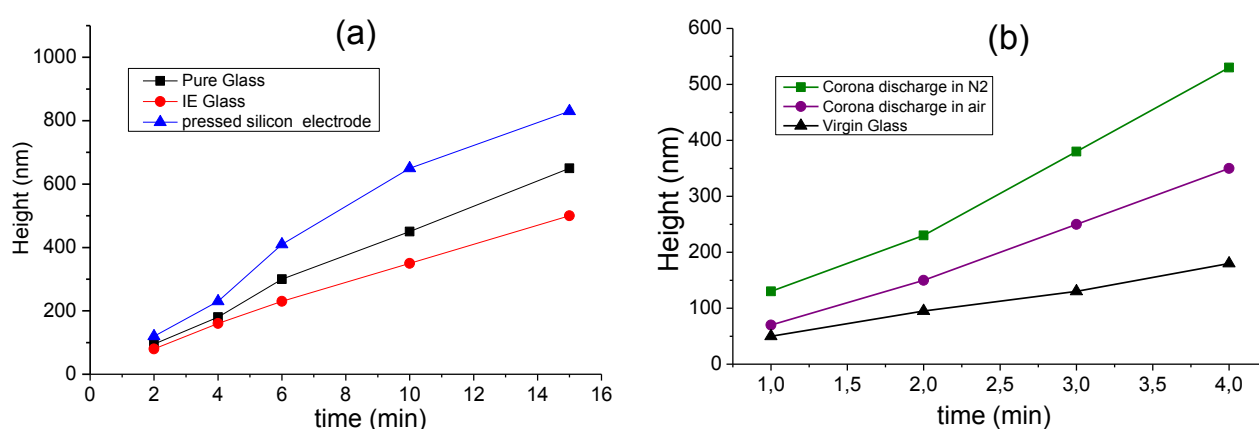 (a)
Pure Glass
IE Glass
pressed silicon electrode
Height (nm)
1000
800
600
400
200
0
0 2 4 6 8 10 12 14 16
time (min)
(b)
Corona discharge in N2
Corona discharge in air
Virgin Glass
Height (nm)
600
500
400
300
200
100
0
1,0 1,5 2,0 2,5 3,0 3,5 4,0
time (min)